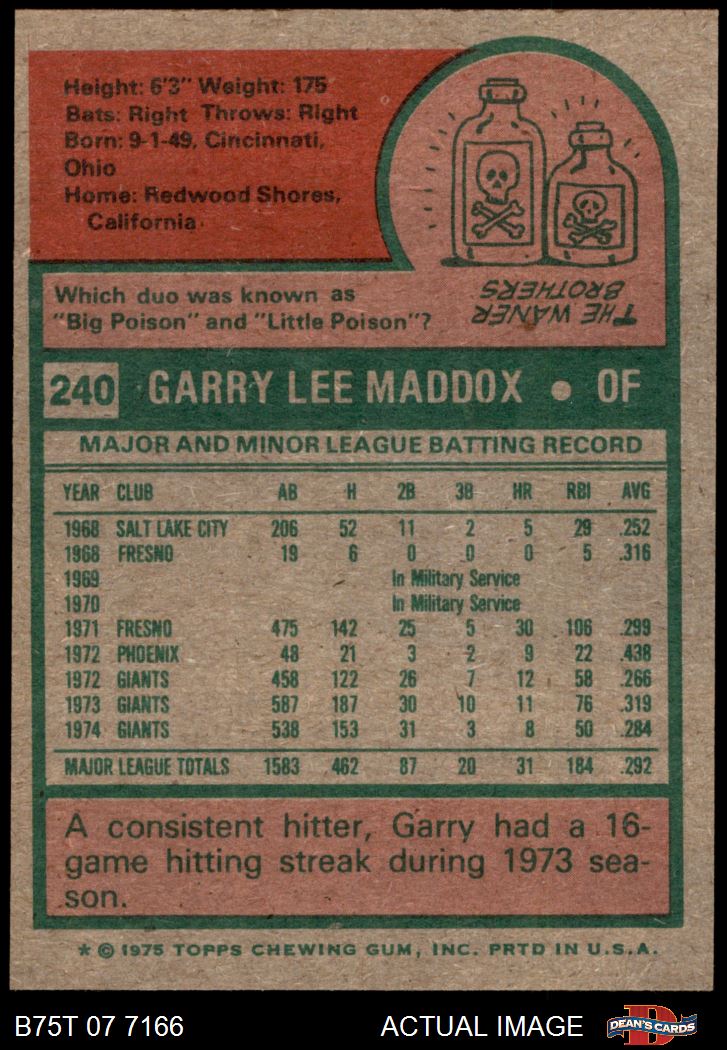 Height: 6'3" Weight: 175
Bats: Right Throws: Right
Born: 9-1-49, Cincinnati,
Ohio
Home: Redwood Shores,
California
THE WANER
BROTHERS
Which duo was known as
"Big Poison" and "Little Poison"?
240 GARRY LEE MADDOX • OF
MAJOR AND MINOR LEAGUE BATTING RECORD
YEAR CLUB AB H 2B 3B HR RBI AVG
1968 SALT LAKE CITY 206 52 11 2 5 29 .252
1968 FRESNO 19 6 0 0 0 5 .316
1969 In Military Service
1970 In Military Service
1971 FRESNO 475 142 25 5 30 106 .299
1972 PHOENIX 48 21 3 2 9 22 .438
1972 GIANTS 458 122 26 7 12 58 .266
1973 GIANTS 587 187 30 10 11 76 .319
1974 GIANTS 538 153 31 3 8 50 .284
MAJOR LEAGUE TOTALS 1583 462 87 20 31 184 .292
A consistent hitter, Garry had a 16-
game hitting streak during 1973 sea-
son.
* © 1975 TOPPS CHEWING GUM, INC. PRTD IN U.S.A.
B75T 07 7166 ACTUAL IMAGE DEAN'S CARDS